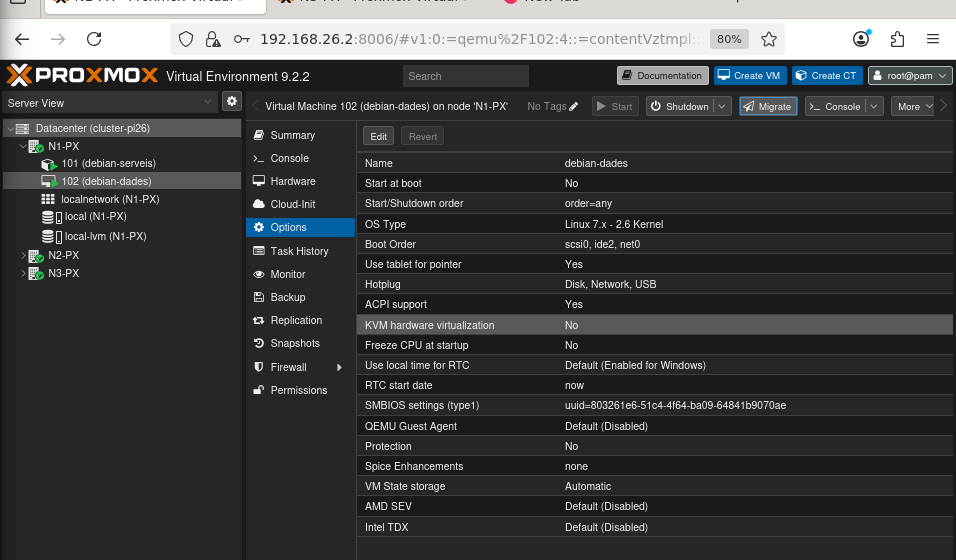 192.168.26.2:8006/#v1:0:=qemu%2F102:4::=contentVztmpl::
80%
PROXMOX Virtual Environment 9.2.2
Search
Documentation
Create VM
Create CT
root@pam
Server View
Virtual Machine 102 (debian-dades) on node 'N1-PX'
No Tags
Start
Shutdown
Migrate
Console
More
Datacenter (cluster-pi26)
N1-PX
101 (debian-serveis)
102 (debian-dades)
localnetwork (N1-PX)
local (N1-PX)
local-lvm (N1-PX)
N2-PX
N3-PX
Summary
Console
Hardware
Cloud-Init
Options
Task History
Monitor
Backup
Replication
Snapshots
Firewall
Permissions
Edit
Revert
Name debian-dades
Start at boot No
Start/Shutdown order order=any
OS Type Linux 7.x - 2.6 Kernel
Boot Order scsi0, ide2, net0
Use tablet for pointer Yes
Hotplug Disk, Network, USB
ACPI support Yes
KVM hardware virtualization No
Freeze CPU at startup No
Use local time for RTC Default (Enabled for Windows)
RTC start date now
SMBIOS settings (type1) uuid=803261e6-51c4-4f64-ba09-64841b9070ae
QEMU Guest Agent Default (Disabled)
Protection No
Spice Enhancements none
VM State storage Automatic
AMD SEV Default (Disabled)
Intel TDX Default (Disabled)